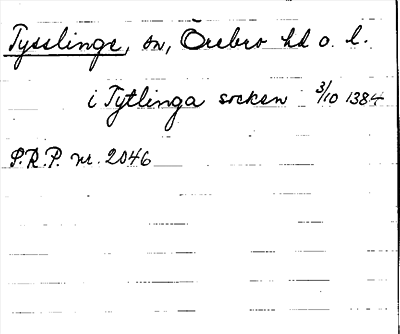 Tysslinge, sn, Örebro hd o. l.
i Tytlinga socken 3/10 1384
S.R.P. nr. 2046